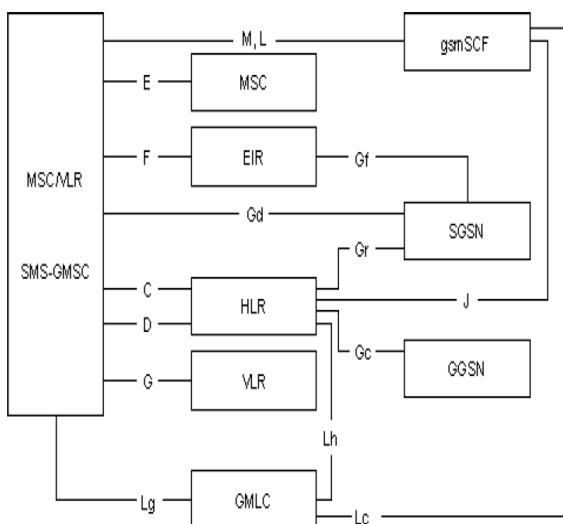 M, L
gsmSCF
E
MSC
F
EIR
Gf
MSC/VLR
Gd
SGSN
Gr
SMS-GMSC
C
HLR
J
D
Gc
GGSN
G
VLR
Lh
Lg
GMLC
Lc